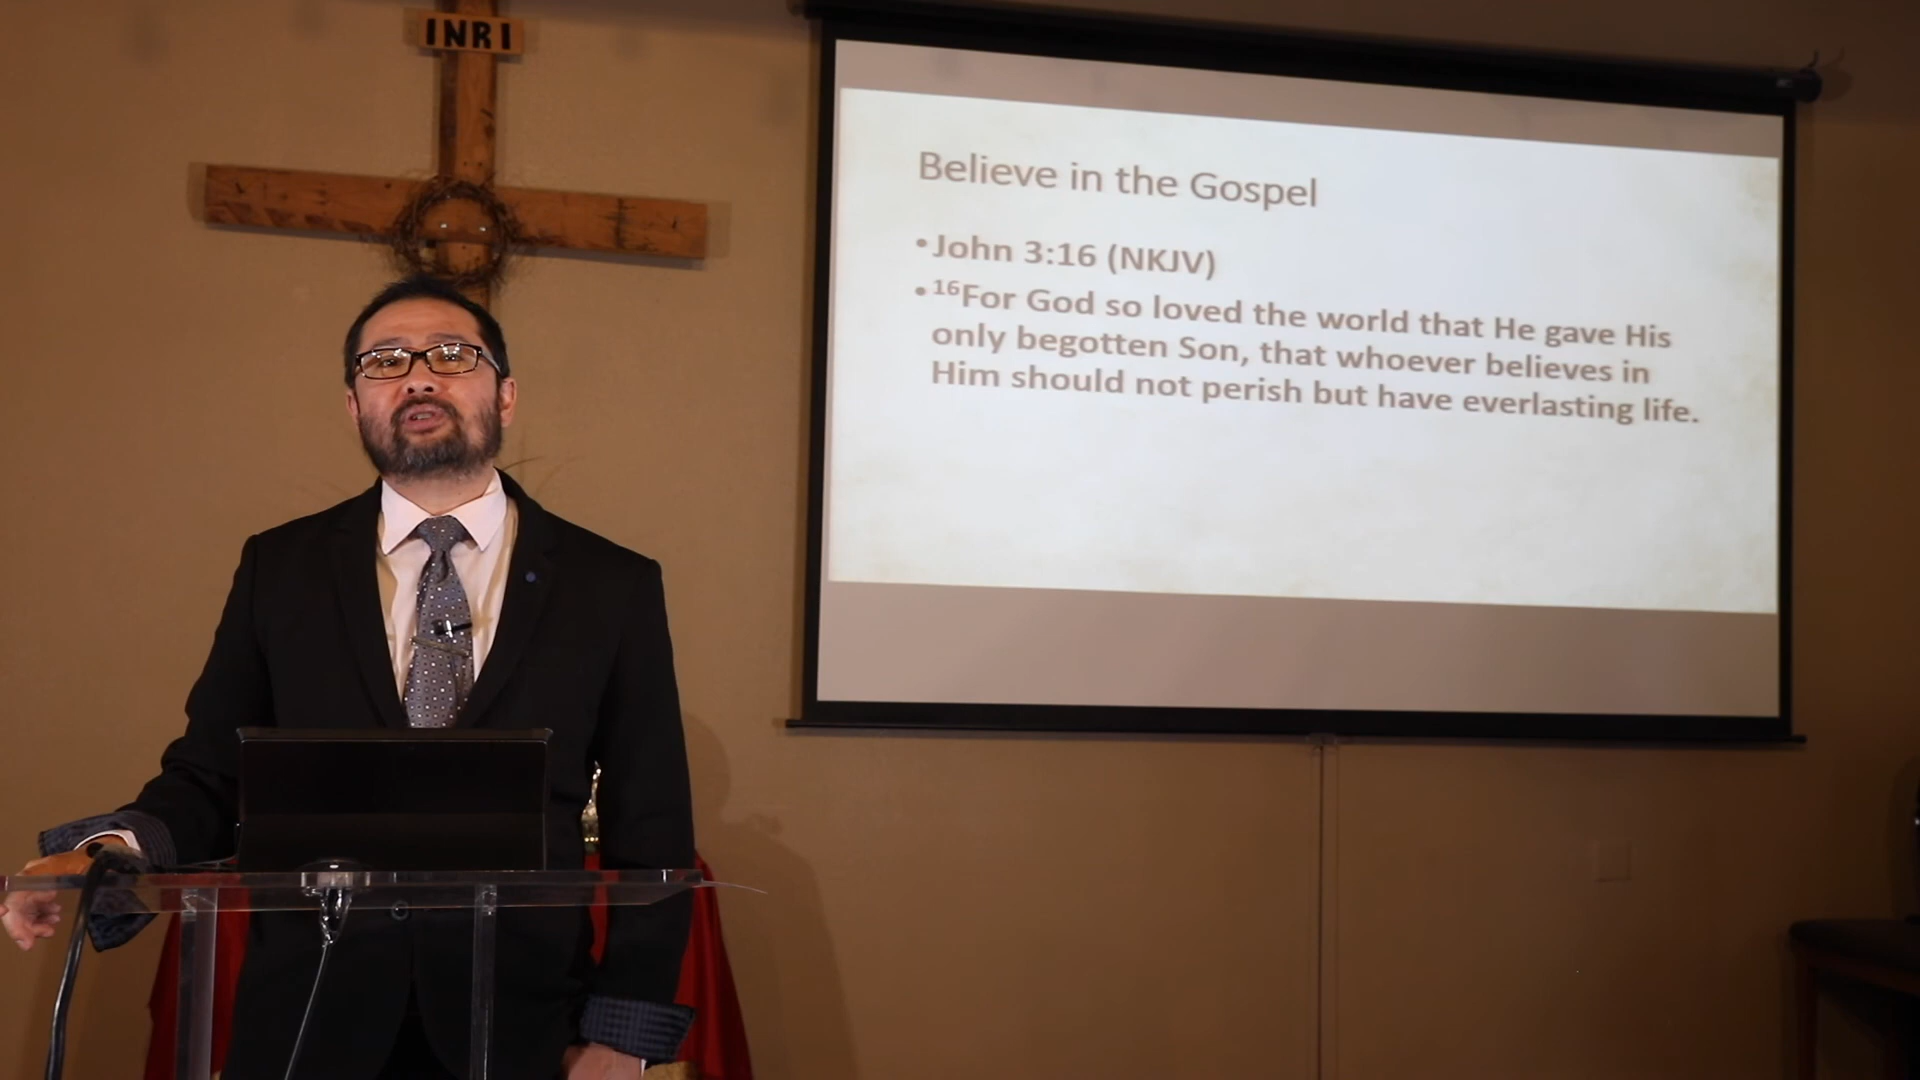 INRI
Believe in the Gospel
•John 3:16 (NKJV)
•¹⁶For God so loved the world that He gave His
only begotten Son, that whoever believes in
Him should not perish but have everlasting life.